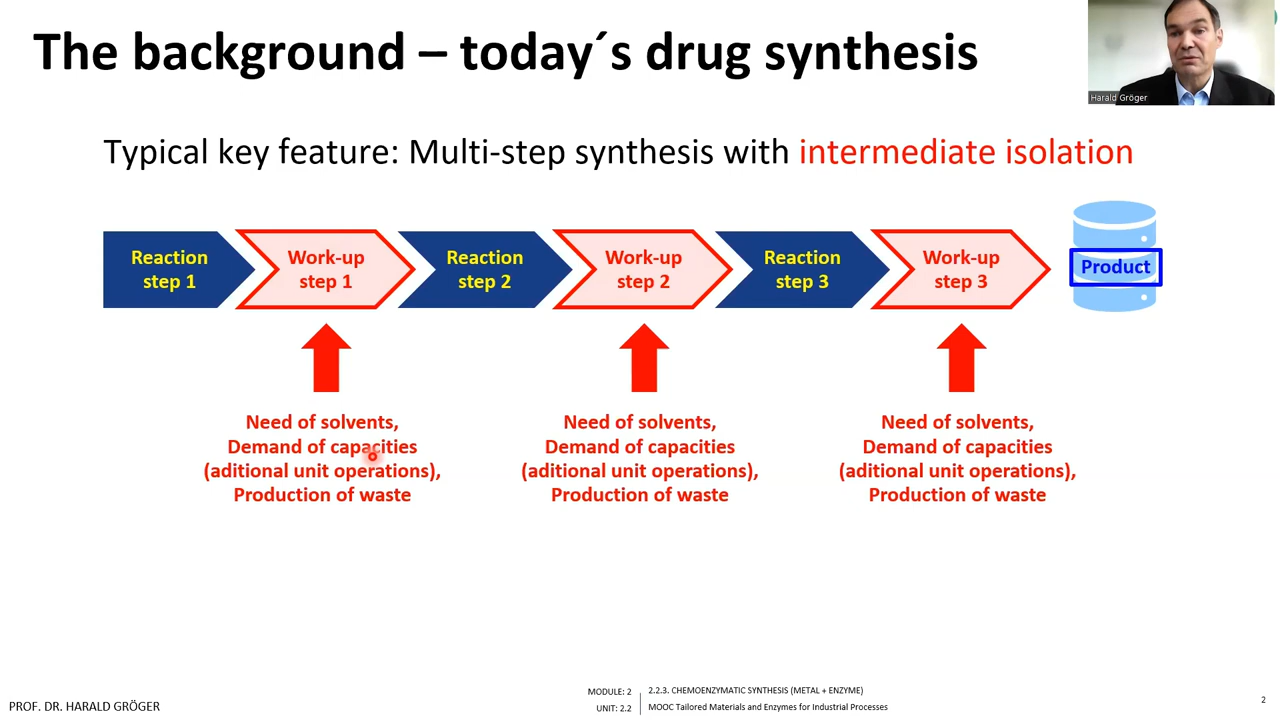 The background – today´s drug synthesis
Harald Gröger
Typical key feature: Multi-step synthesis with intermediate isolation
Reaction
step 1
Work-up
step 1
Reaction
step 2
Work-up
step 2
Reaction
step 3
Work-up
step 3
Product
Need of solvents,
Demand of capacities
(aditional unit operations),
Production of waste
Need of solvents,
Demand of capacities
(aditional unit operations),
Production of waste
Need of solvents,
Demand of capacities
(aditional unit operations),
Production of waste
PROF. DR. HARALD GRÖGER
MODULE: 2
UNIT: 2.2
2.2.3. CHEMOENZYMATIC SYNTHESIS (METAL + ENZYME)
MOOC Tailored Materials and Enzymes for Industrial Processes
2